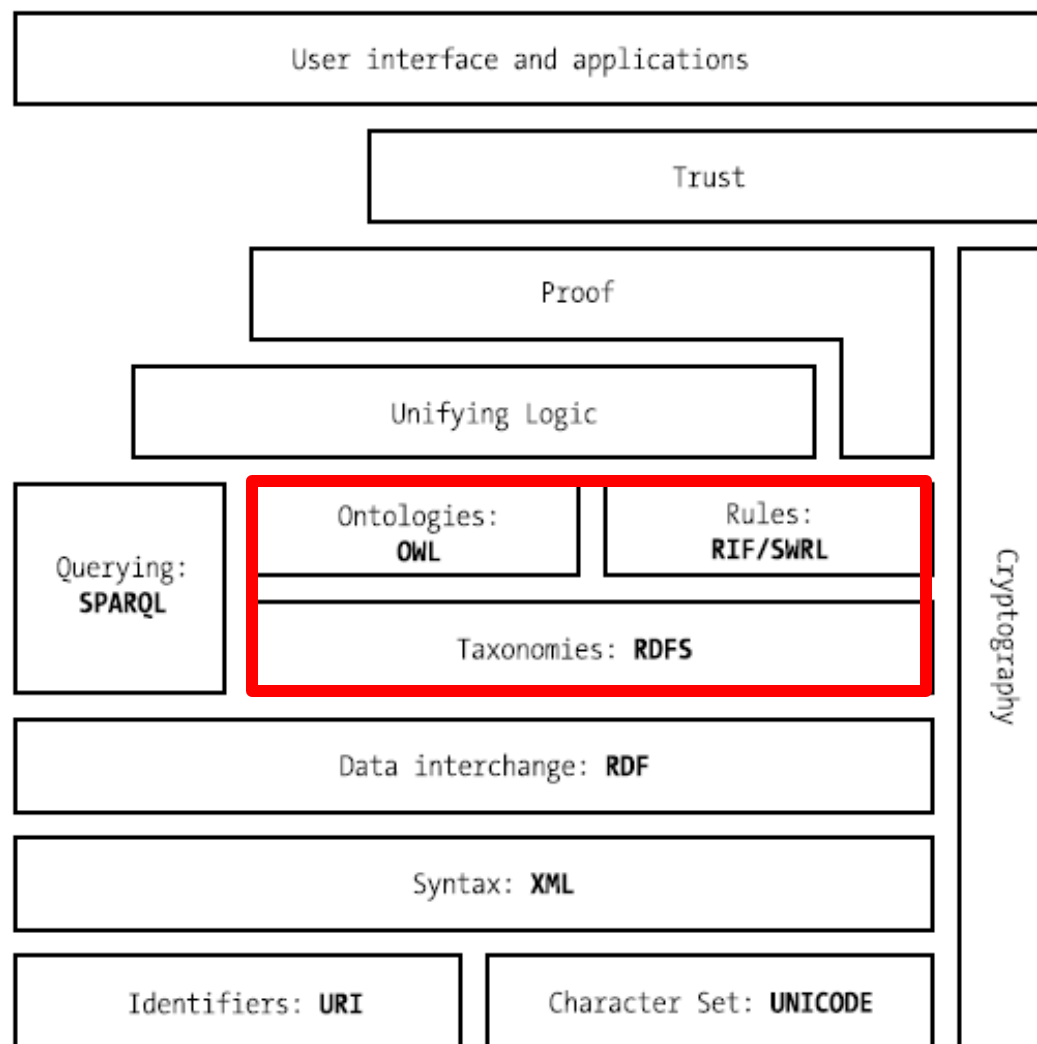 User interface and applications
Trust
Proof
Unifying Logic
Querying:
SPARQL
Ontologies:
OWL
Rules:
RIF/SWRL
Taxonomies: RDFS
Cryptography
Data interchange: RDF
Syntax: XML
Identifiers: URI
Character Set: UNICODE